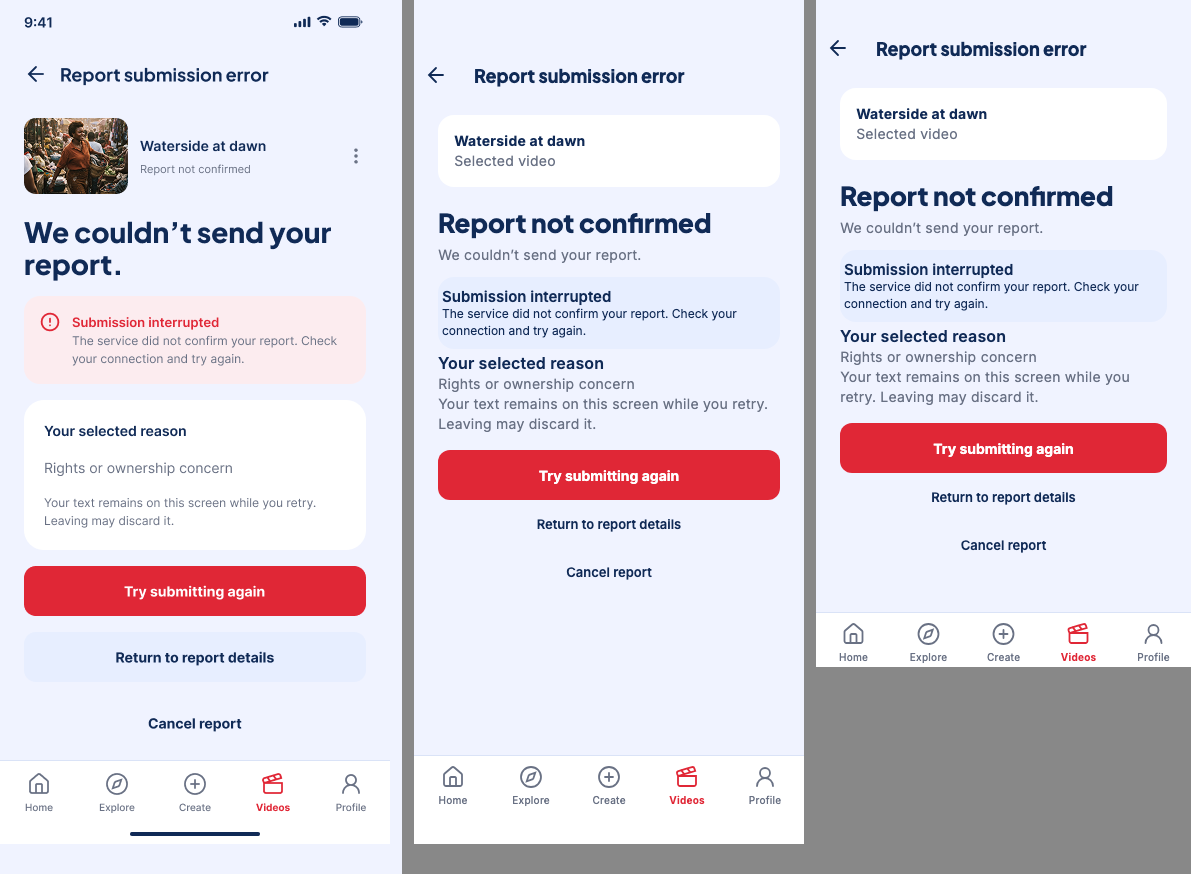 9:41
Report submission error
Waterside at dawn
Report not confirmed
We couldn’t send your
report.
Submission interrupted
The service did not confirm your report. Check
your connection and try again.
Your selected reason
Rights or ownership concern
Your text remains on this screen while you retry.
Leaving may discard it.
Try submitting again
Return to report details
Cancel report
Home
Explore
Create
Videos
Profile
Report submission error
Waterside at dawn
Selected video
Report not confirmed
We couldn’t send your report.
Submission interrupted
The service did not confirm your report. Check your
connection and try again.
Your selected reason
Rights or ownership concern
Your text remains on this screen while you retry.
Leaving may discard it.
Try submitting again
Return to report details
Cancel report
Home
Explore
Create
Videos
Profile
Report submission error
Waterside at dawn
Selected video
Report not confirmed
We couldn’t send your report.
Submission interrupted
The service did not confirm your report. Check your
connection and try again.
Your selected reason
Rights or ownership concern
Your text remains on this screen while you
retry. Leaving may discard it.
Try submitting again
Return to report details
Cancel report
Home
Explore
Create
Videos
Profile